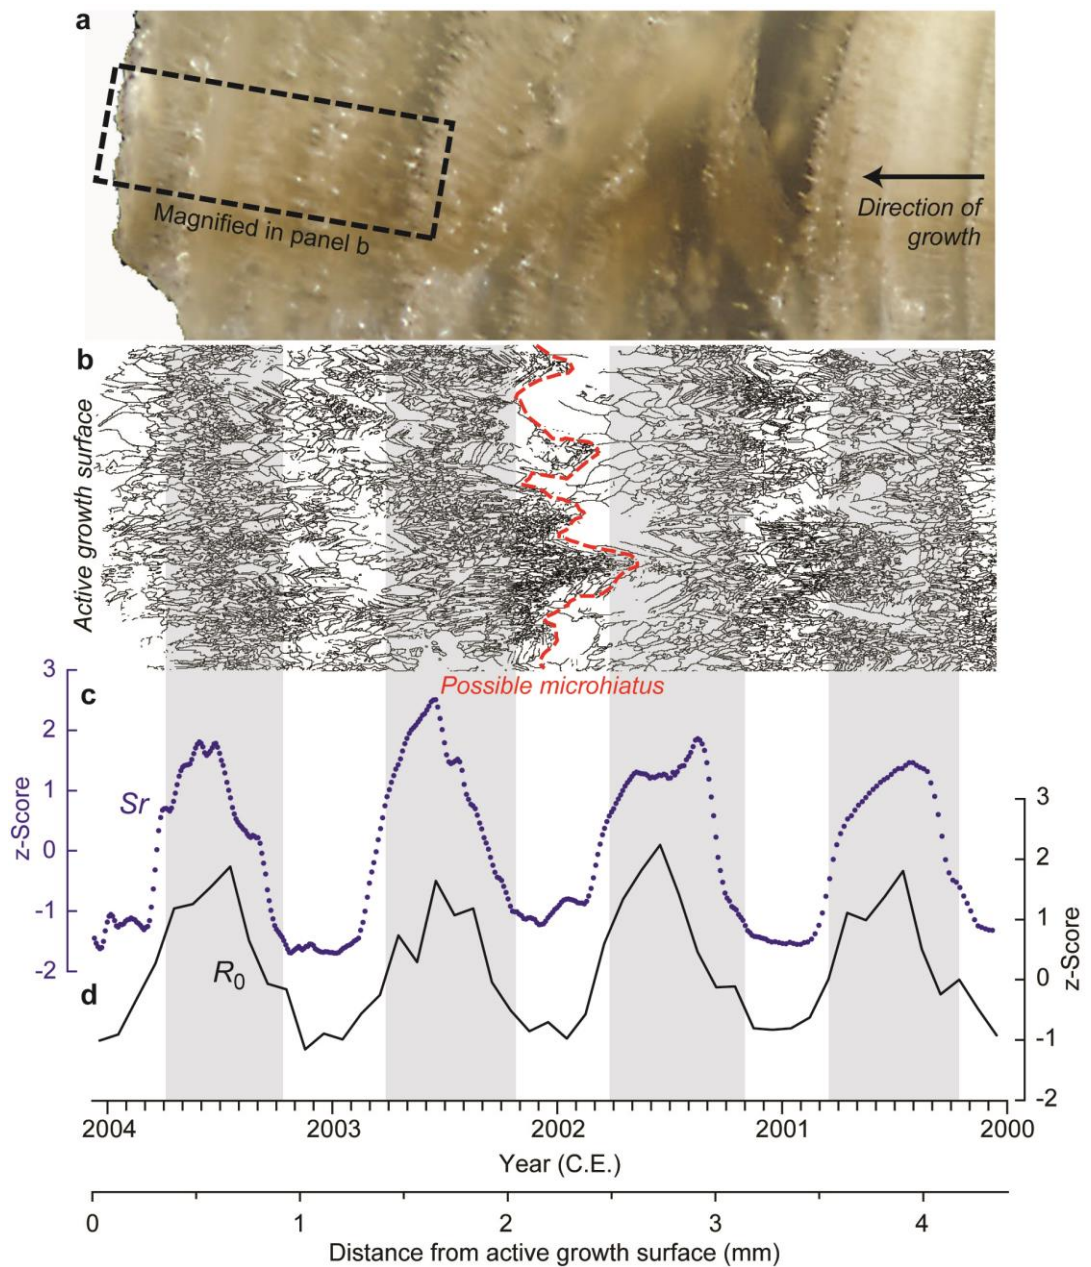 a
Magnified in panel b
Direction of
growth
b
Active growth surface
Possible microhiatus
c
3
2
1
0
-1
-2
z-Score
Sr
3
2
1
0
-1
-2
z-Score
R0
d
2004 2003 2002 2001 2000
Year (C.E.)
0 1 2 3 4
Distance from active growth surface (mm)